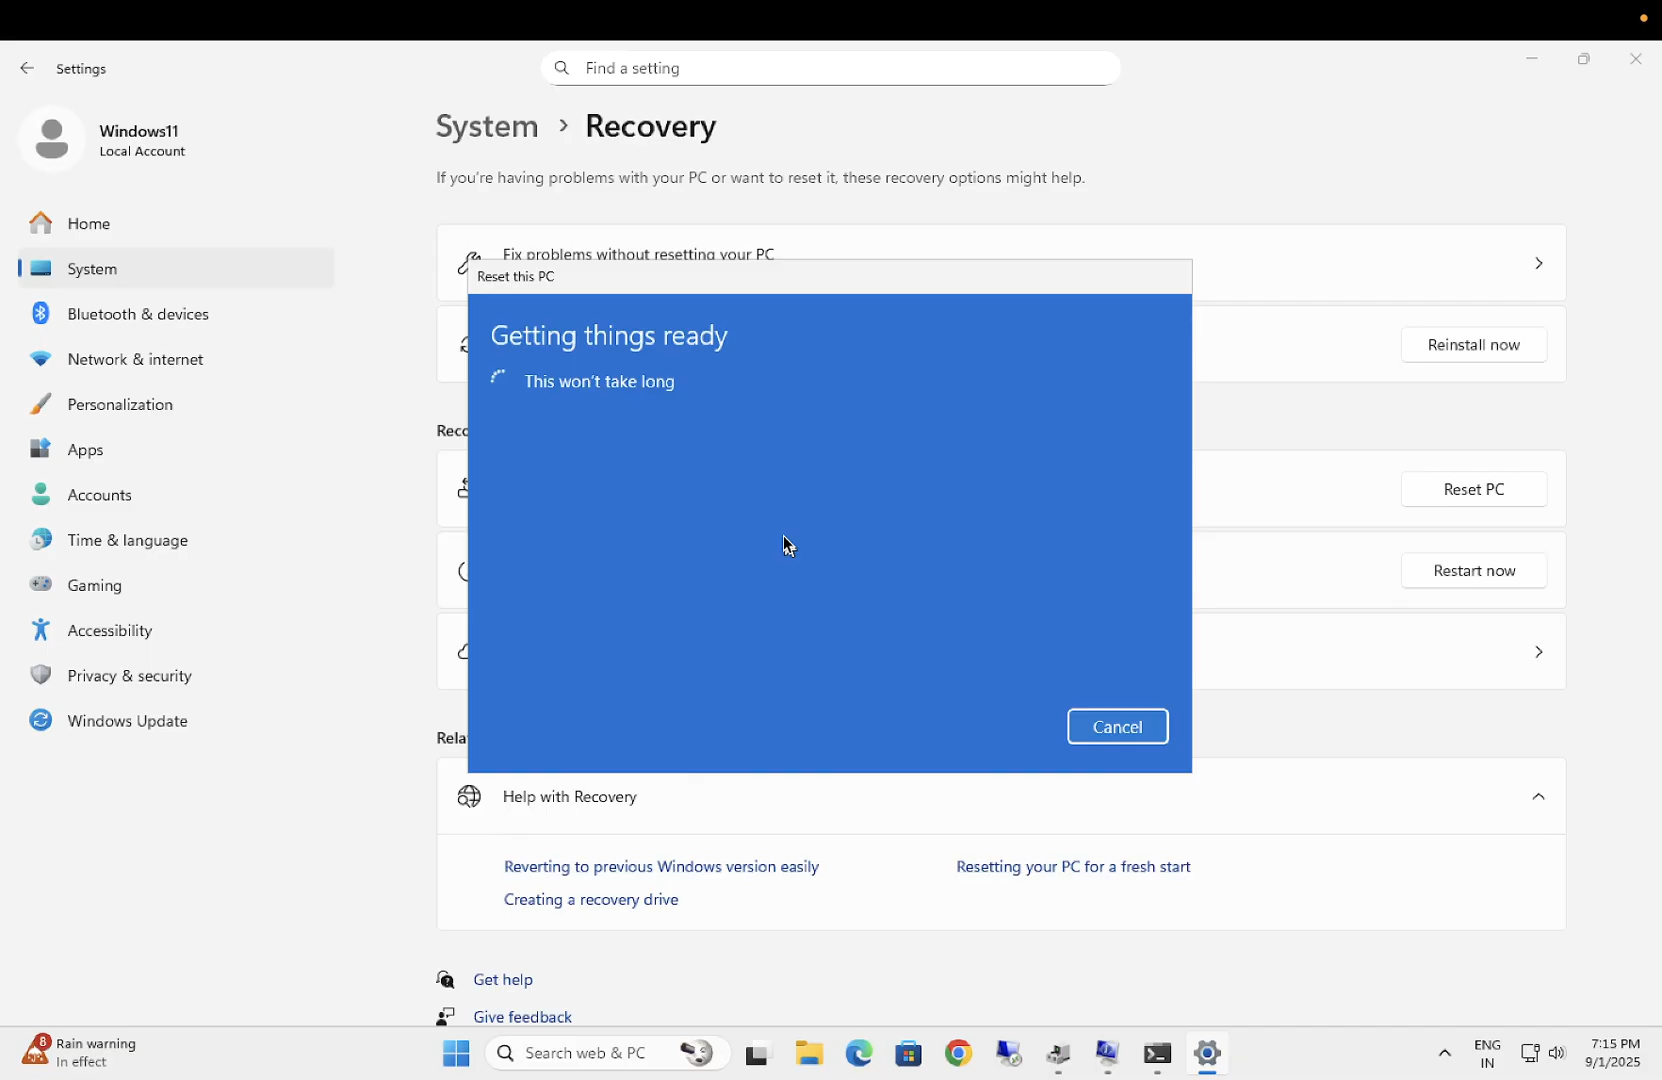 Settings
Find a setting
Windows11
Local Account
Home
System
Bluetooth & devices
Network & internet
Personalization
Apps
Accounts
Time & language
Gaming
Accessibility
Privacy & security
Windows Update
System > Recovery
If you're having problems with your PC or want to reset it, these recovery options might help.
Fix problems without resetting your PC
Reset this PC
Getting things ready
This won't take long
Cancel
Reinstall now
Reco
Reset PC
Restart now
Rela
Help with Recovery
Reverting to previous Windows version easily
Resetting your PC for a fresh start
Creating a recovery drive
Get help
Give feedback
8
Rain warning
In effect
Search web & PC
ENG
IN
7:15 PM
9/1/2025